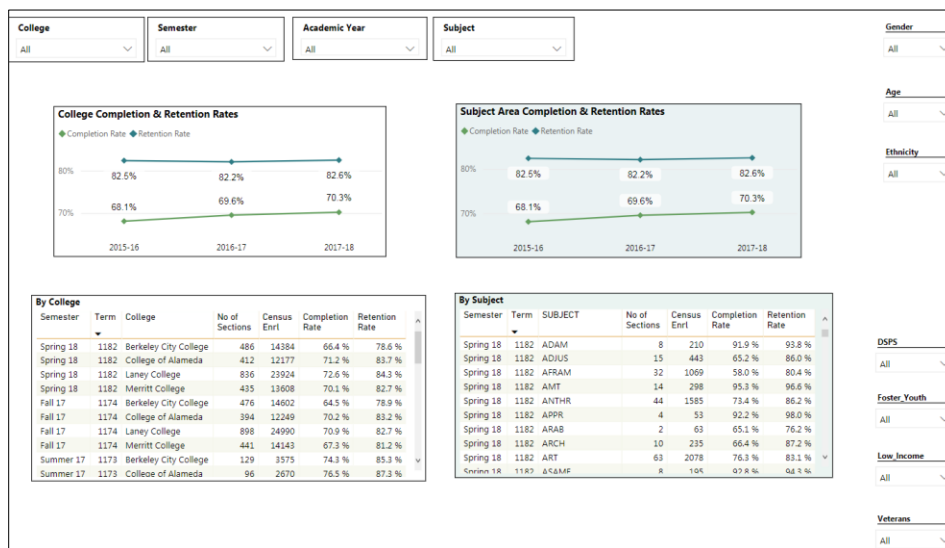 College Semester Academic Year Subject
All All All All
Gender
All
Age
All
Ethnicity
All
College Completion & Retention Rates
Completion Rate Retention Rate
80%
70%
82.5% 82.2% 82.6%
68.1% 69.6% 70.3%
2015-16 2016-17 2017-18
Subject Area Completion & Retention Rates
Completion Rate Retention Rate
80%
70%
82.5% 82.2% 82.6%
68.1% 69.6% 70.3%
2015-16 2016-17 2017-18
By College
Semester Term College No of Sections Census Enrl Completion Rate Retention Rate
Spring 18 1182 Berkeley City College 486 14384 66.4 % 78.6 %
Spring 18 1182 College of Alameda 412 12177 71.2 % 83.7 %
Spring 18 1182 Laney College 836 23924 72.6 % 84.3 %
Spring 18 1182 Merritt College 435 13608 70.1 % 82.7 %
Fall 17 1174 Berkeley City College 476 14602 64.5 % 78.9 %
Fall 17 1174 College of Alameda 394 12249 70.2 % 83.2 %
Fall 17 1174 Laney College 898 24990 70.9 % 82.7 %
Fall 17 1174 Merritt College 441 14143 67.3 % 81.2 %
Summer 17 1173 Berkeley City College 129 3575 74.3 % 85.3 %
Summer 17 1173 College of Alameda 96 2670 76.5 % 87.3 %
By Subject
Semester Term SUBJECT No of Sections Census Enrl Completion Rate Retention Rate
Spring 18 1182 ADAM 8 210 91.9 % 93.8 %
Spring 18 1182 ADJUS 15 443 65.2 % 86.0 %
Spring 18 1182 AFRAM 32 1069 58.0 % 80.4 %
Spring 18 1182 AMT 14 298 95.3 % 96.6 %
Spring 18 1182 ANTHR 44 1585 73.4 % 86.2 %
Spring 18 1182 APPR 4 53 92.2 % 98.0 %
Spring 18 1182 ARAB 2 63 65.1 % 76.2 %
Spring 18 1182 ARCH 10 235 66.4 % 87.2 %
Spring 18 1182 ART 63 2078 76.3 % 83.1 %
Spring 18 1182 ASAME 8 195 92.8 % 94.3 %
DSPS
All
Foster_Youth
All
Low_Income
All
Veterans
All